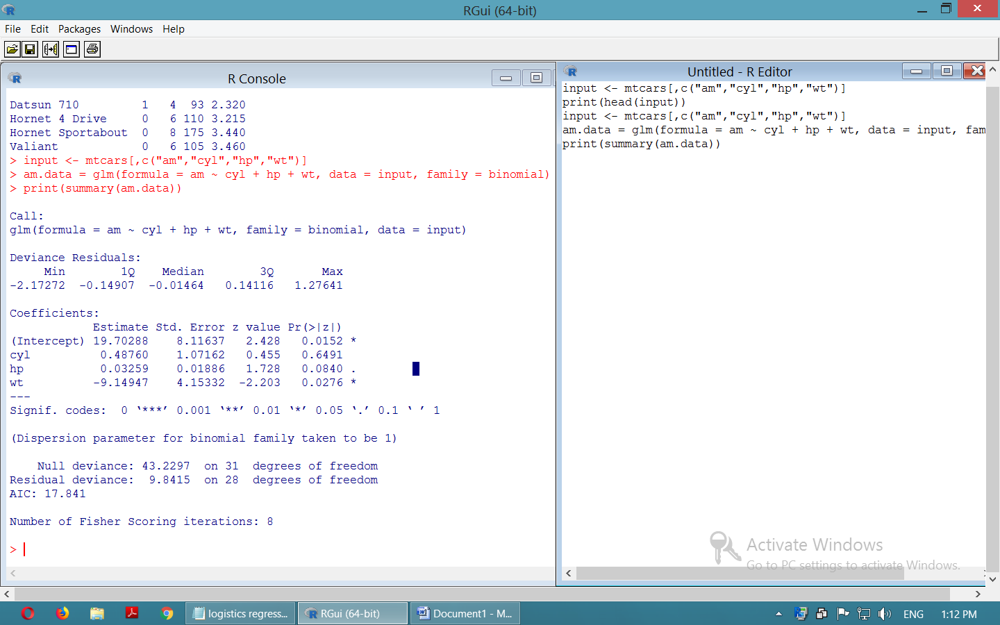 RGui (64-bit)
File Edit Packages Windows Help
R Console
Datsun 710 1 4 93 2.320
Hornet 4 Drive 0 6 110 3.215
Hornet Sportabout 0 8 175 3.440
Valiant 0 6 105 3.460
> input <- mtcars[,c("am","cyl","hp","wt")]
> am.data = glm(formula = am ~ cyl + hp + wt, data = input, family = binomial)
> print(summary(am.data))
Call:
glm(formula = am ~ cyl + hp + wt, family = binomial, data = input)
Deviance Residuals:
Min 1Q Median 3Q Max
-2.17272 -0.14907 -0.01464 0.14116 1.27641
Coefficients:
Estimate Std. Error z value Pr(>|z|)
(Intercept) 19.70288 8.11637 2.428 0.0152 *
cyl 0.48760 1.07162 0.455 0.6491
hp 0.03259 0.01886 1.728 0.0840 .
wt -9.14947 4.15332 -2.203 0.0276 *
---
Signif. codes: 0 ‘***’ 0.001 ‘**’ 0.01 ‘*’ 0.05 ‘.’ 0.1 ‘ ’ 1
(Dispersion parameter for binomial family taken to be 1)
Null deviance: 43.2297 on 31 degrees of freedom
Residual deviance: 9.8415 on 28 degrees of freedom
AIC: 17.841
Number of Fisher Scoring iterations: 8
>
Untitled - R Editor
input <- mtcars[,c("am","cyl","hp","wt")]
print(head(input))
input <- mtcars[,c("am","cyl","hp","wt")]
am.data = glm(formula = am ~ cyl + hp + wt, data = input, fam
print(summary(am.data))
Activate Windows
Go to PC settings to activate Windows.
logistics regress...
RGui (64-bit)
Document1 - M...
ENG
1:12 PM